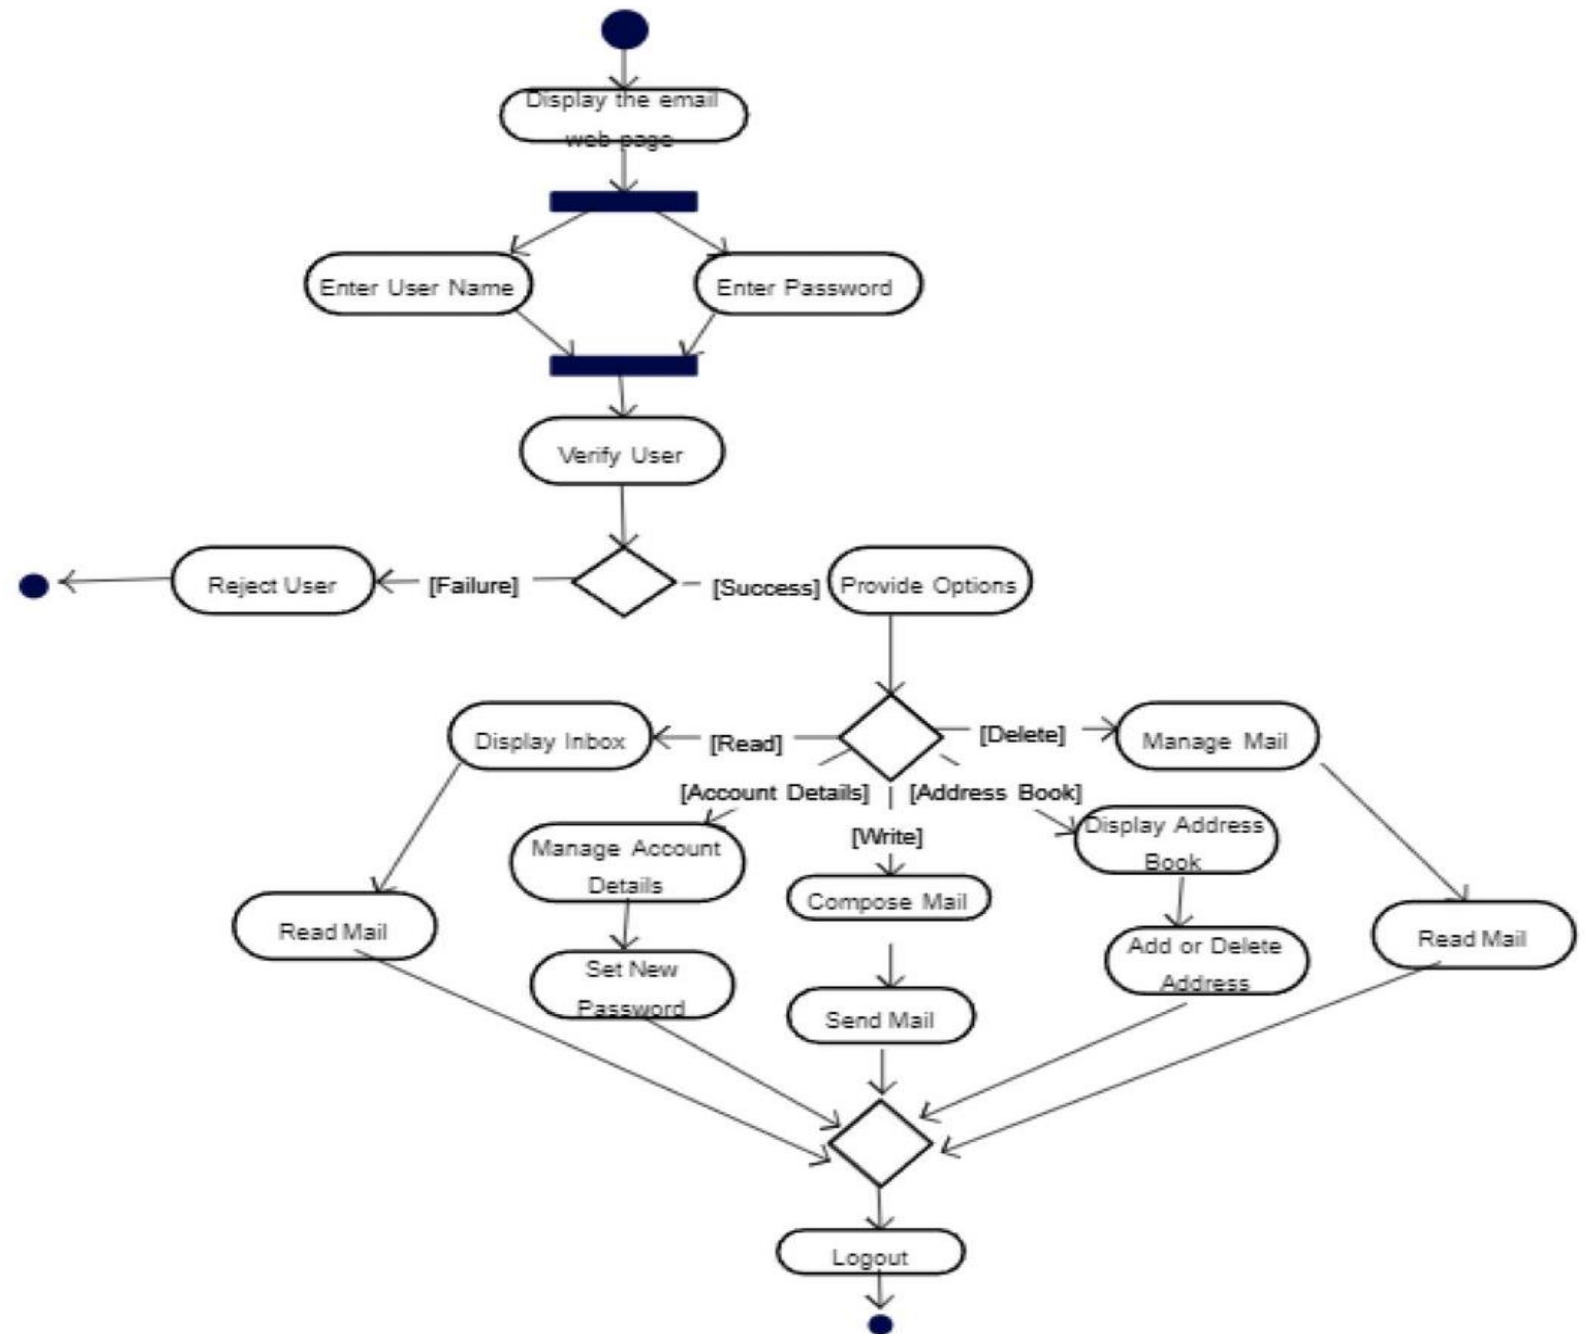 Display the email
web page
Enter User Name
Enter Password
Verify User
Reject User
[Failure]
[Success]
Provide Options
Display Inbox
[Read]
[Delete]
Manage Mail
[Account Details]
[Address Book]
[Write]
Manage Account
Details
Compose Mail
Display Address
Book
Read Mail
Set New
Password
Send Mail
Add or Delete
Address
Read Mail
Logout